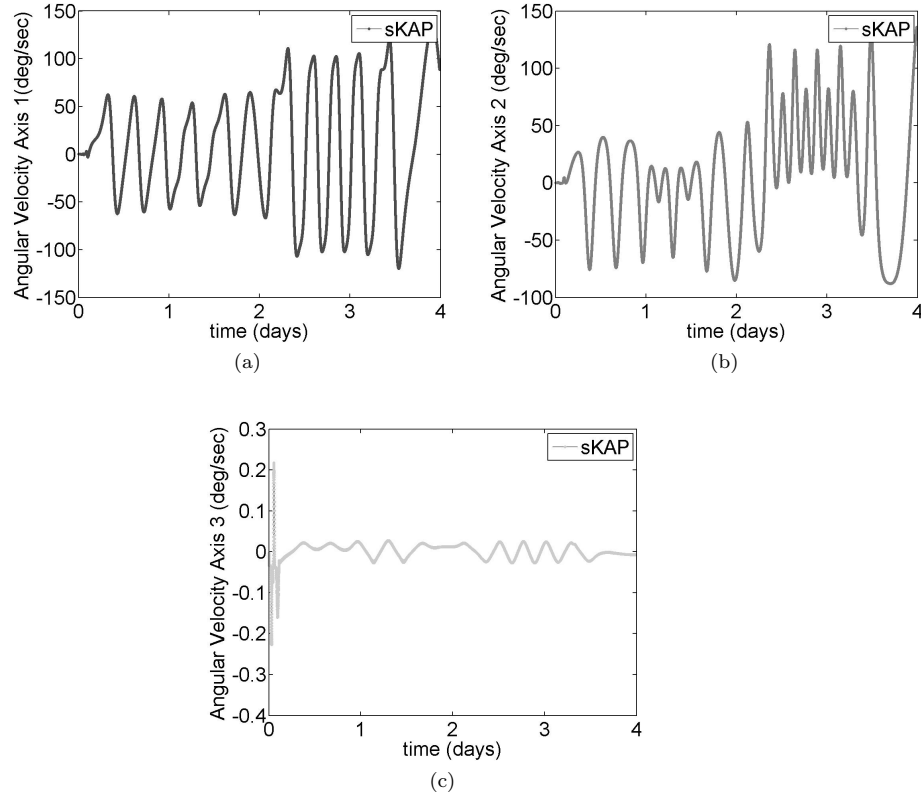 sKAP
Angular Velocity Axis 1(deg/sec)
150
100
50
0
-50
-100
-150
0 1 2 3 4
time (days)
(a)
sKAP
Angular Velocity Axis 2 (deg/sec)
150
100
50
0
-50
-100
0 1 2 3 4
time (days)
(b)
sKAP
Angular Velocity Axis 3 (deg/sec)
0.3
0.2
0.1
0
-0.1
-0.2
-0.3
-0.4
0 1 2 3 4
time (days)
(c)